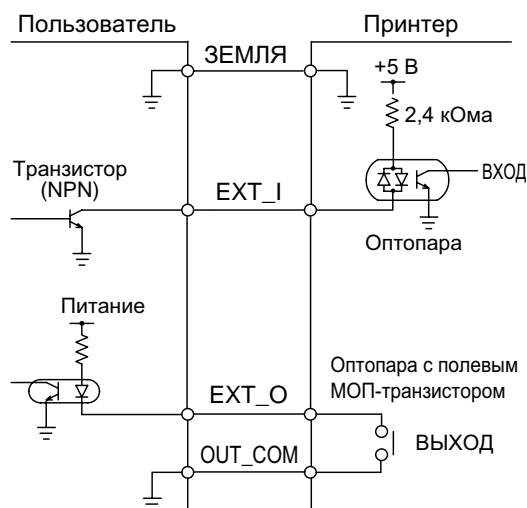 Пользователь
Принтер
ЗЕМЛЯ
+5 В
2,4 кОма
Транзистор
(NPN)
EXT_I
ВХОД
Оптопара
Питание
Оптопара с полевым
МОП-транзистором
EXT_O
OUT_COM
ВЫХОД